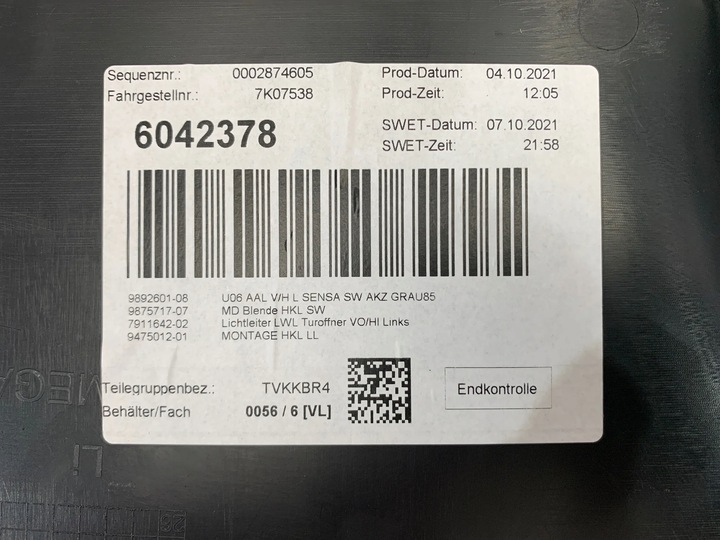 Sequenznr.: 0002874605 Prod-Datum: 04.10.2021
Fahrgestellnr.: 7K07538 Prod-Zeit: 12:05
6042378 SWET-Datum: 07.10.2021
SWET-Zeit: 21:58
9892601-08 U06 AAL V/H L SENSA SW AKZ GRAU85
9875717-07 MD Blende HKL SW
7911642-02 Lichtleiter LWL Turoffner VO/HI Links
9475012-01 MONTAGE HKL LL
Teilegruppenbez.: TVKKBR4
Behälter/Fach 0056 / 6 [VL]
Endkontrolle
Li